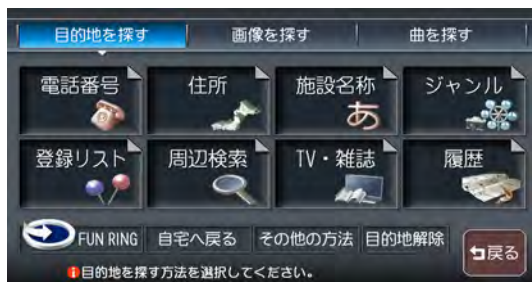 目的地を探す 画像を探す 曲を探す
電話番号 住所 施設名称 ジャンル
あ
登録リスト 周辺検索 TV・雑誌 履歴
FUN RING 自宅へ戻る その他の方法 目的地解除 戻る
目的地を探す方法を選択してください。